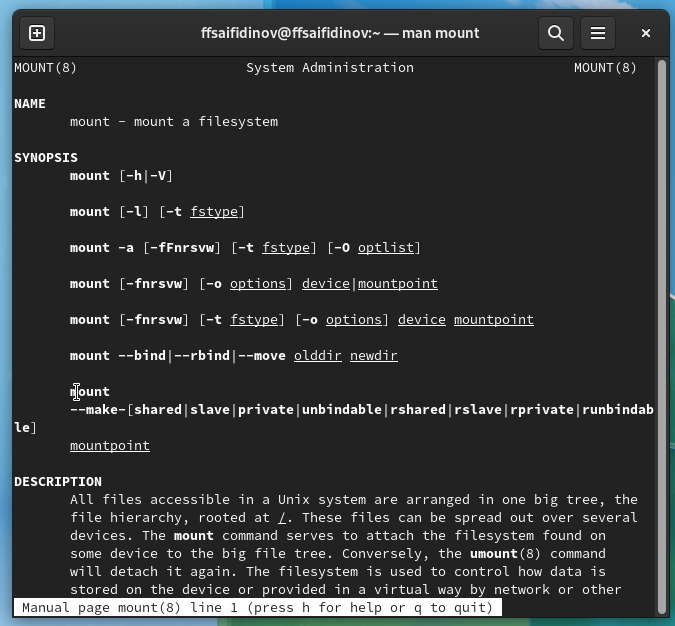 ffsaifidinov@ffsaifidinov:~ — man mount
MOUNT(8) System Administration MOUNT(8)
NAME
mount - mount a filesystem
SYNOPSIS
mount [-h|-V]
mount [-l] [-t fstype]
mount -a [-fFnrsvw] [-t fstype] [-O optlist]
mount [-fnrsvw] [-o options] device|mountpoint
mount [-fnrsvw] [-t fstype] [-o options] device mountpoint
mount --bind|--rbind|--move olddir newdir
mount
--make-[shared|slave|private|unbindable|rshared|rslave|rprivate|runbindab
le]
mountpoint
DESCRIPTION
All files accessible in a Unix system are arranged in one big tree, the
file hierarchy, rooted at /. These files can be spread out over several
devices. The mount command serves to attach the filesystem found on
some device to the big file tree. Conversely, the umount(8) command
will detach it again. The filesystem is used to control how data is
stored on the device or provided in a virtual way by network or other
Manual page mount(8) line 1 (press h for help or q to quit)